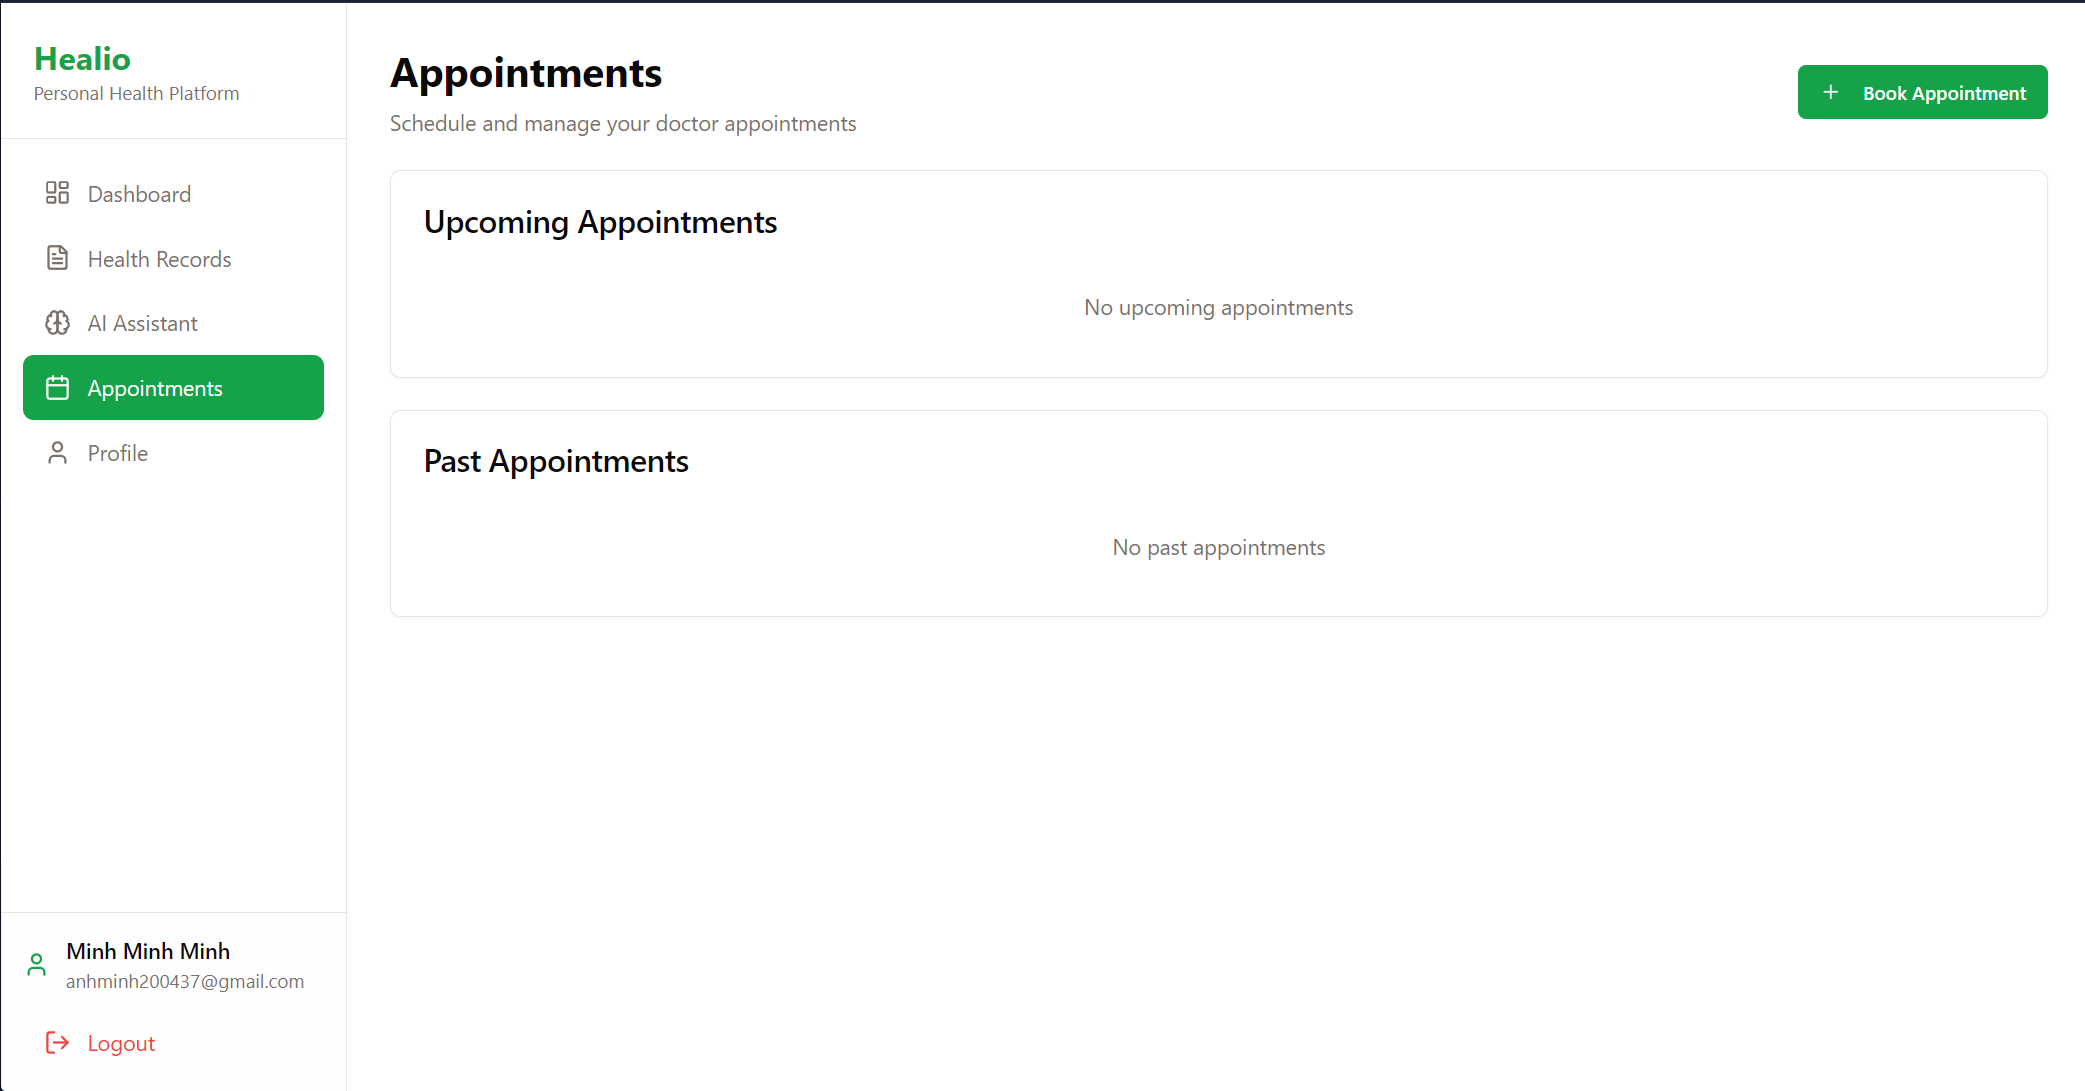 Healio
Personal Health Platform
Dashboard
Health Records
AI Assistant
Appointments
Profile
Minh Minh Minh
anhminh200437@gmail.com
Logout
Appointments
Schedule and manage your doctor appointments
Book Appointment
Upcoming Appointments
No upcoming appointments
Past Appointments
No past appointments